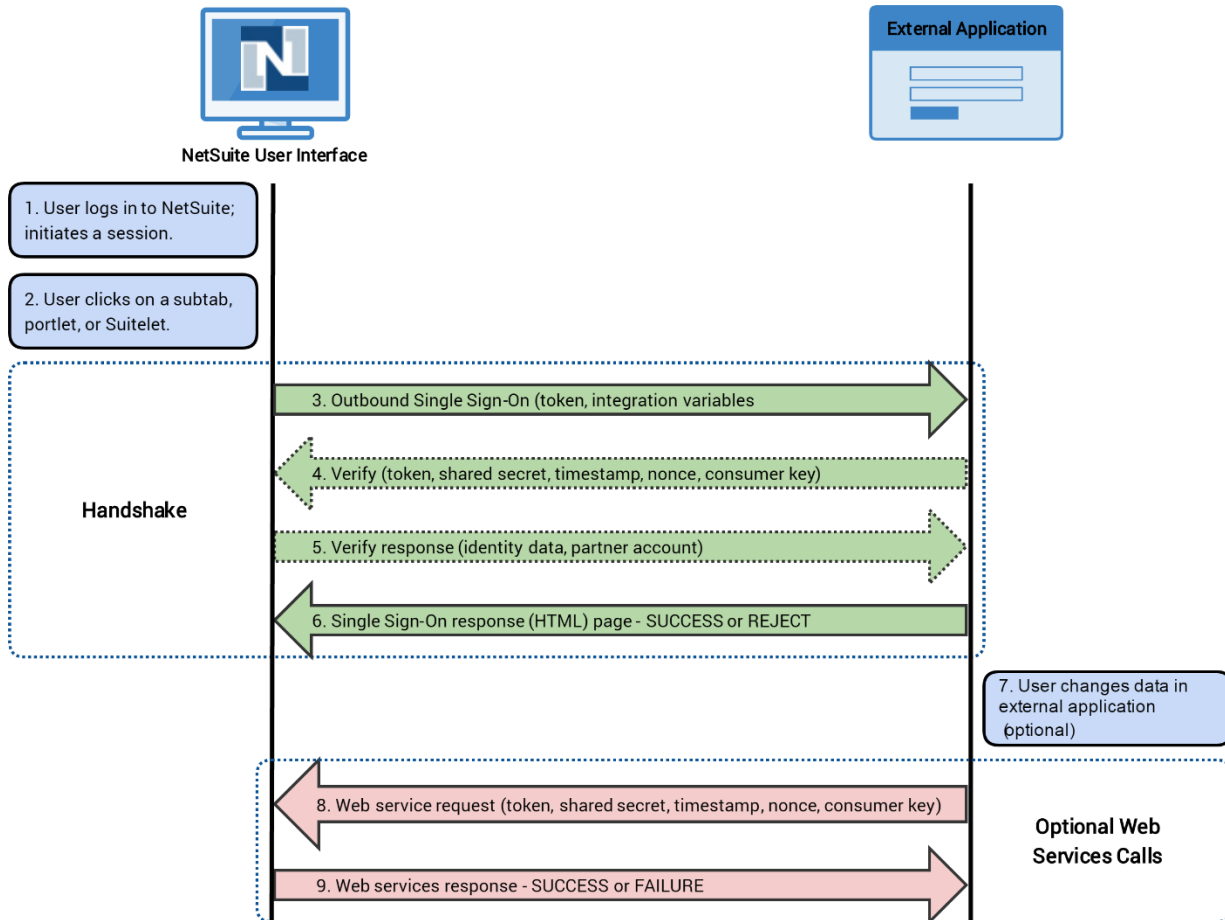 External Application
NetSuite User Interface
1. User logs in to NetSuite;
initiates a session.
2. User clicks on a subtab,
portlet, or Suitelet.
3. Outbound Single Sign-On (token, integration variables
4. Verify (token, shared secret, timestamp, nonce, consumer key)
Handshake
5. Verify response (identity data, partner account)
6. Single Sign-On response (HTML) page - SUCCESS or REJECT
7. User changes data in
external application
(optional)
8. Web service request (token, shared secret, timestamp, nonce, consumer key)
Optional Web
Services Calls
9. Web services response - SUCCESS or FAILURE